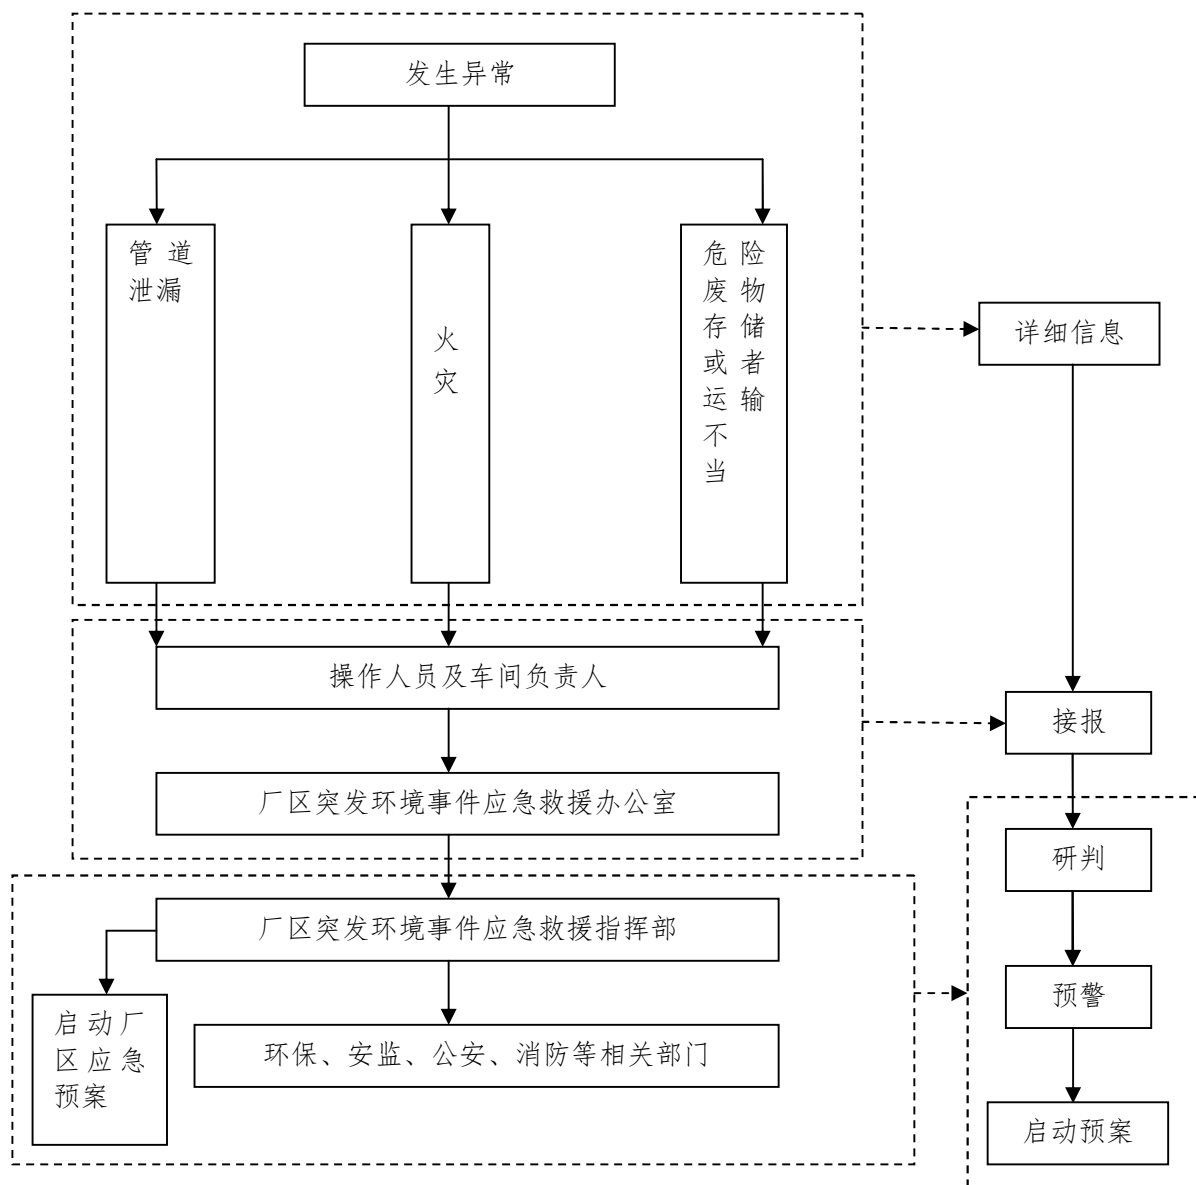 发生异常
管道
泄漏
火
灾
危险
废物
存储
或者
运输
不
当
详细信息
操作人员及车间负责人
接报
厂区突发环境事件应急救援办公室
研判
厂区突发环境事件应急救援指挥部
预警
启动厂
区应急
预案
环保、安监、公安、消防等相关部门
启动预案